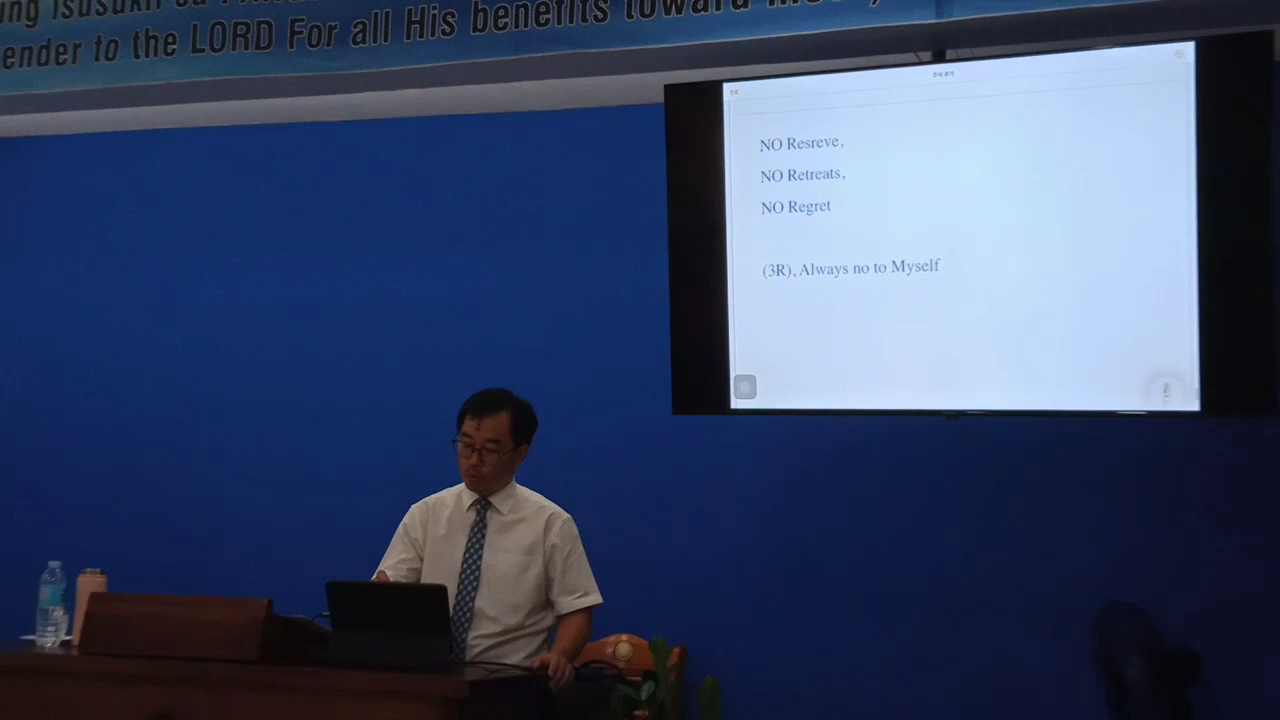 ender to the LORD For all His benefits toward
NO Resreve,
NO Retreats,
NO Regret
(3R), Always no to Myself